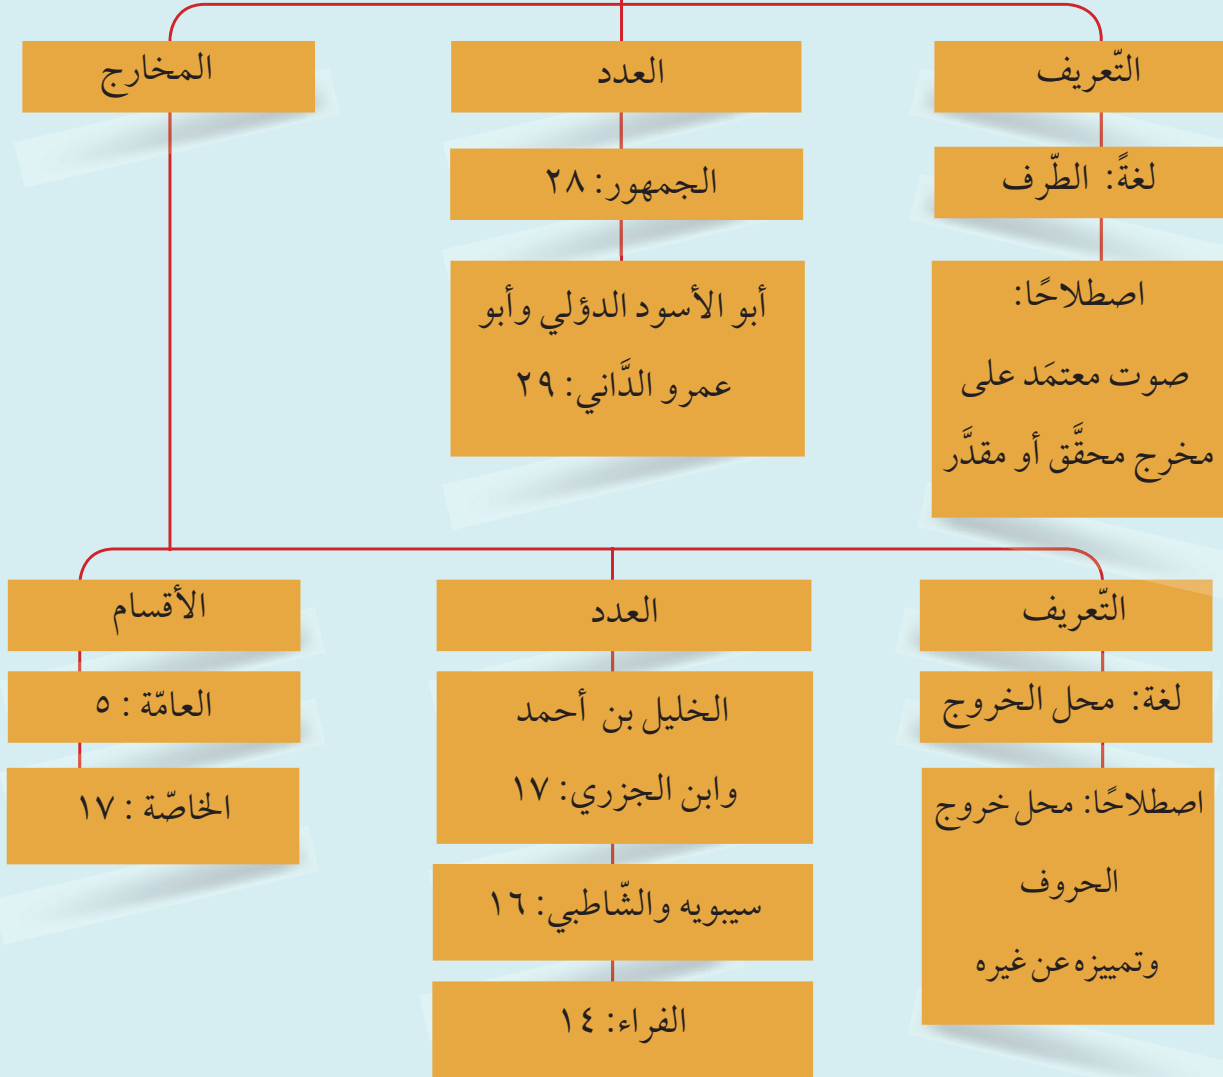 التّعريف
العدد
المخارج
لغةً: الطّرف
الجمهور: ٢٨
اصطلاحًا:
صوت معتمَد على
مخرج محقَّق أو مقدَّر
أبو الأسود الدؤلي وأبو
عمرو الدَّاني: ٢٩
التّعريف
العدد
الأقسام
لغة: محل الخروج
الخليل بن أحمد
وابن الجزري: ١٧
العامّة : ٥
اصطلاحًا: محل خروج
الحروف
وتمييزه عن غيره
الخاصّة : ١٧
سيبويه والشّاطبي: ١٦
الفراء: ١٤